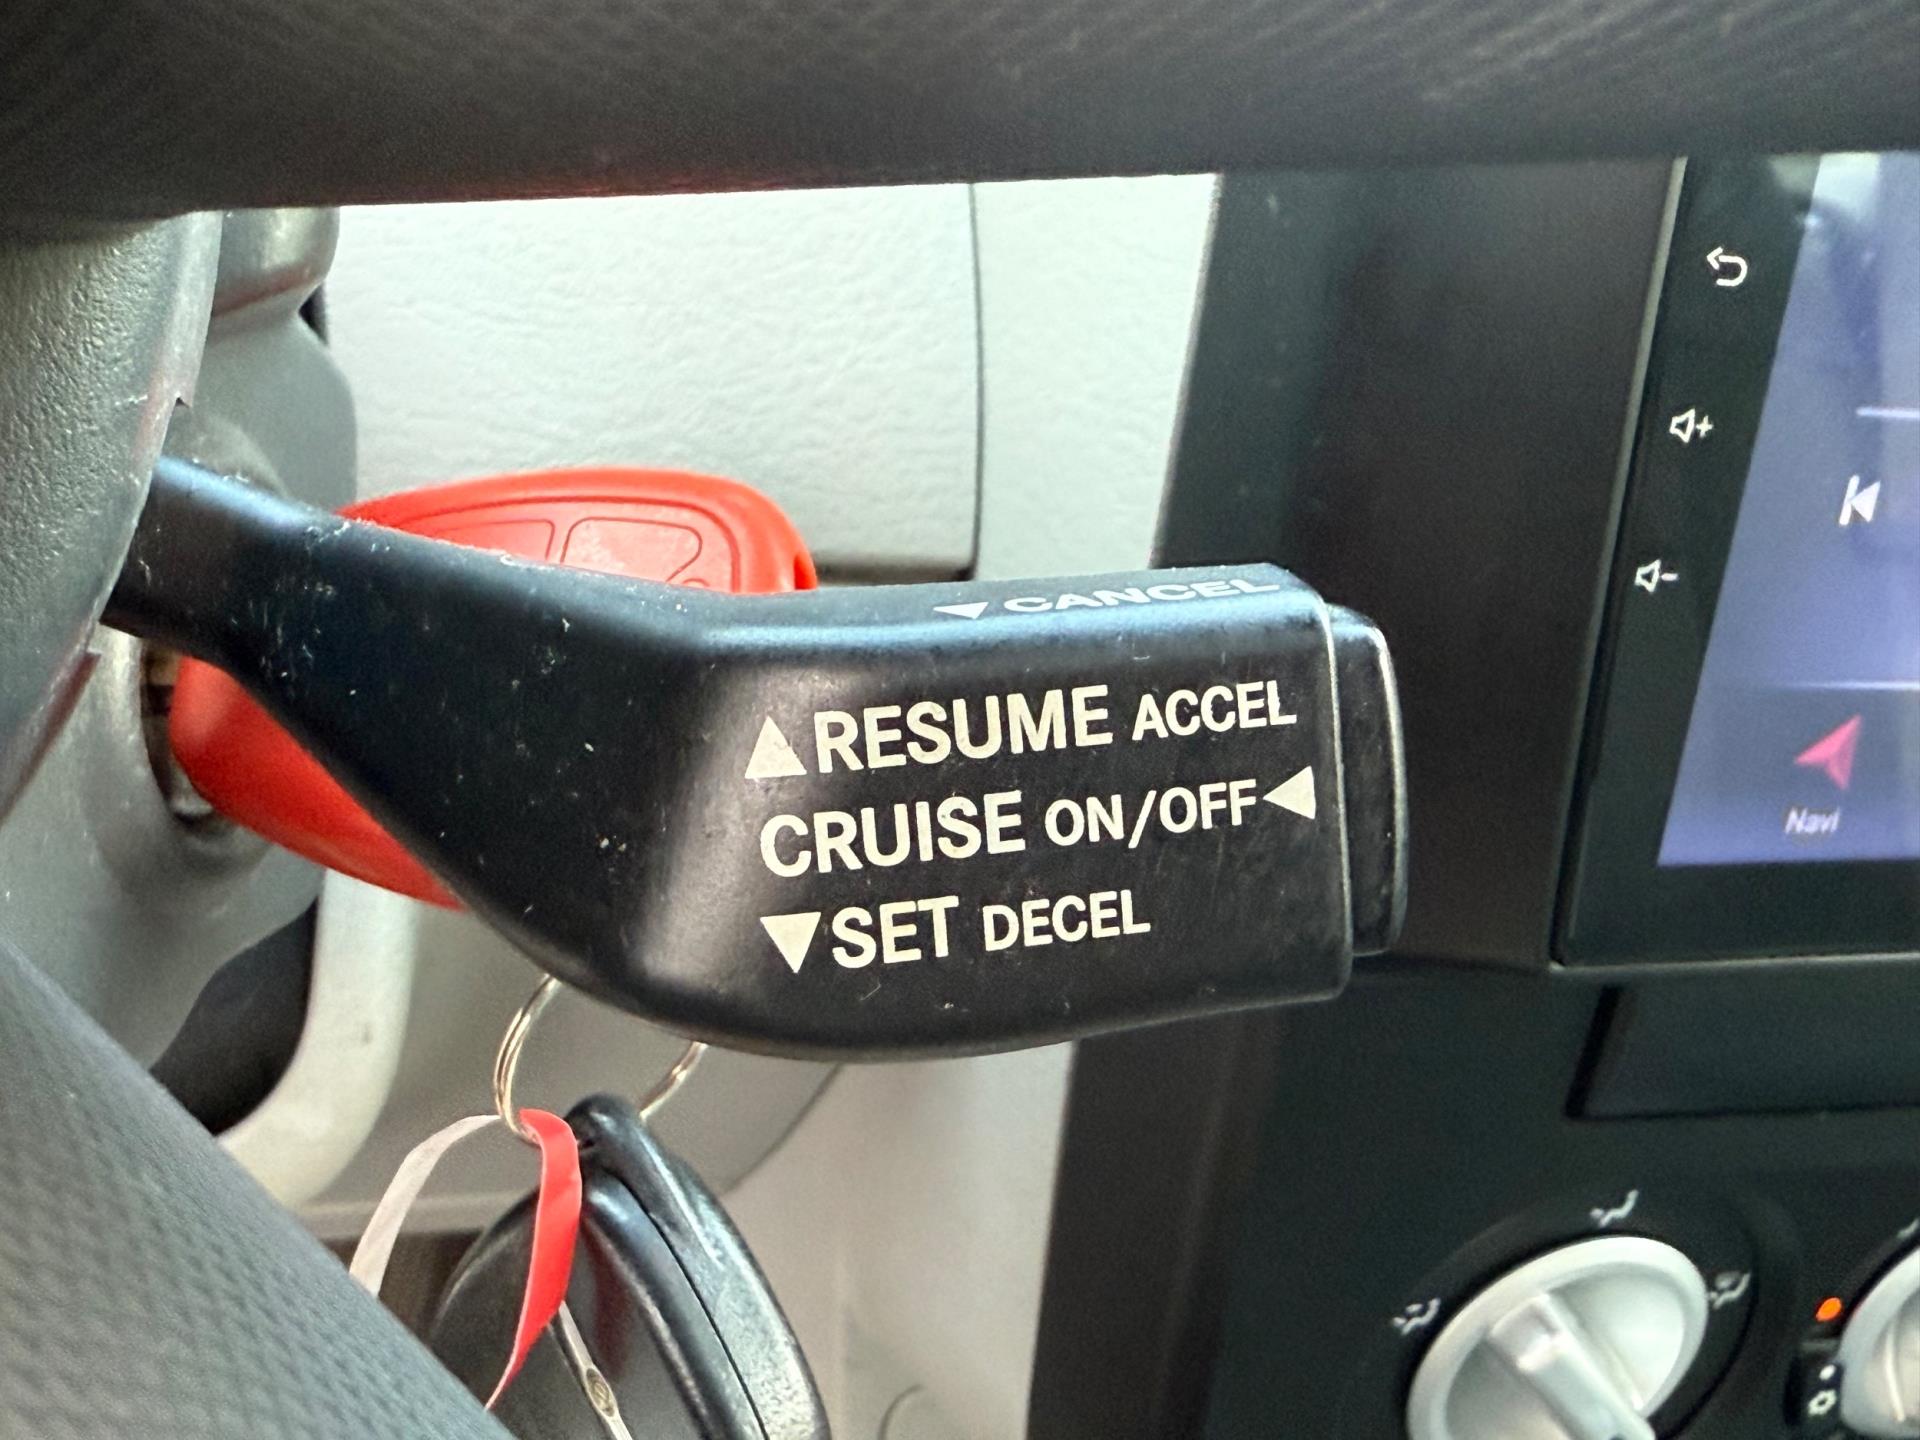 ▼ CANCEL
▲ RESUME ACCEL
CRUISE ON/OFF ◀
▼ SET DECEL
Navi